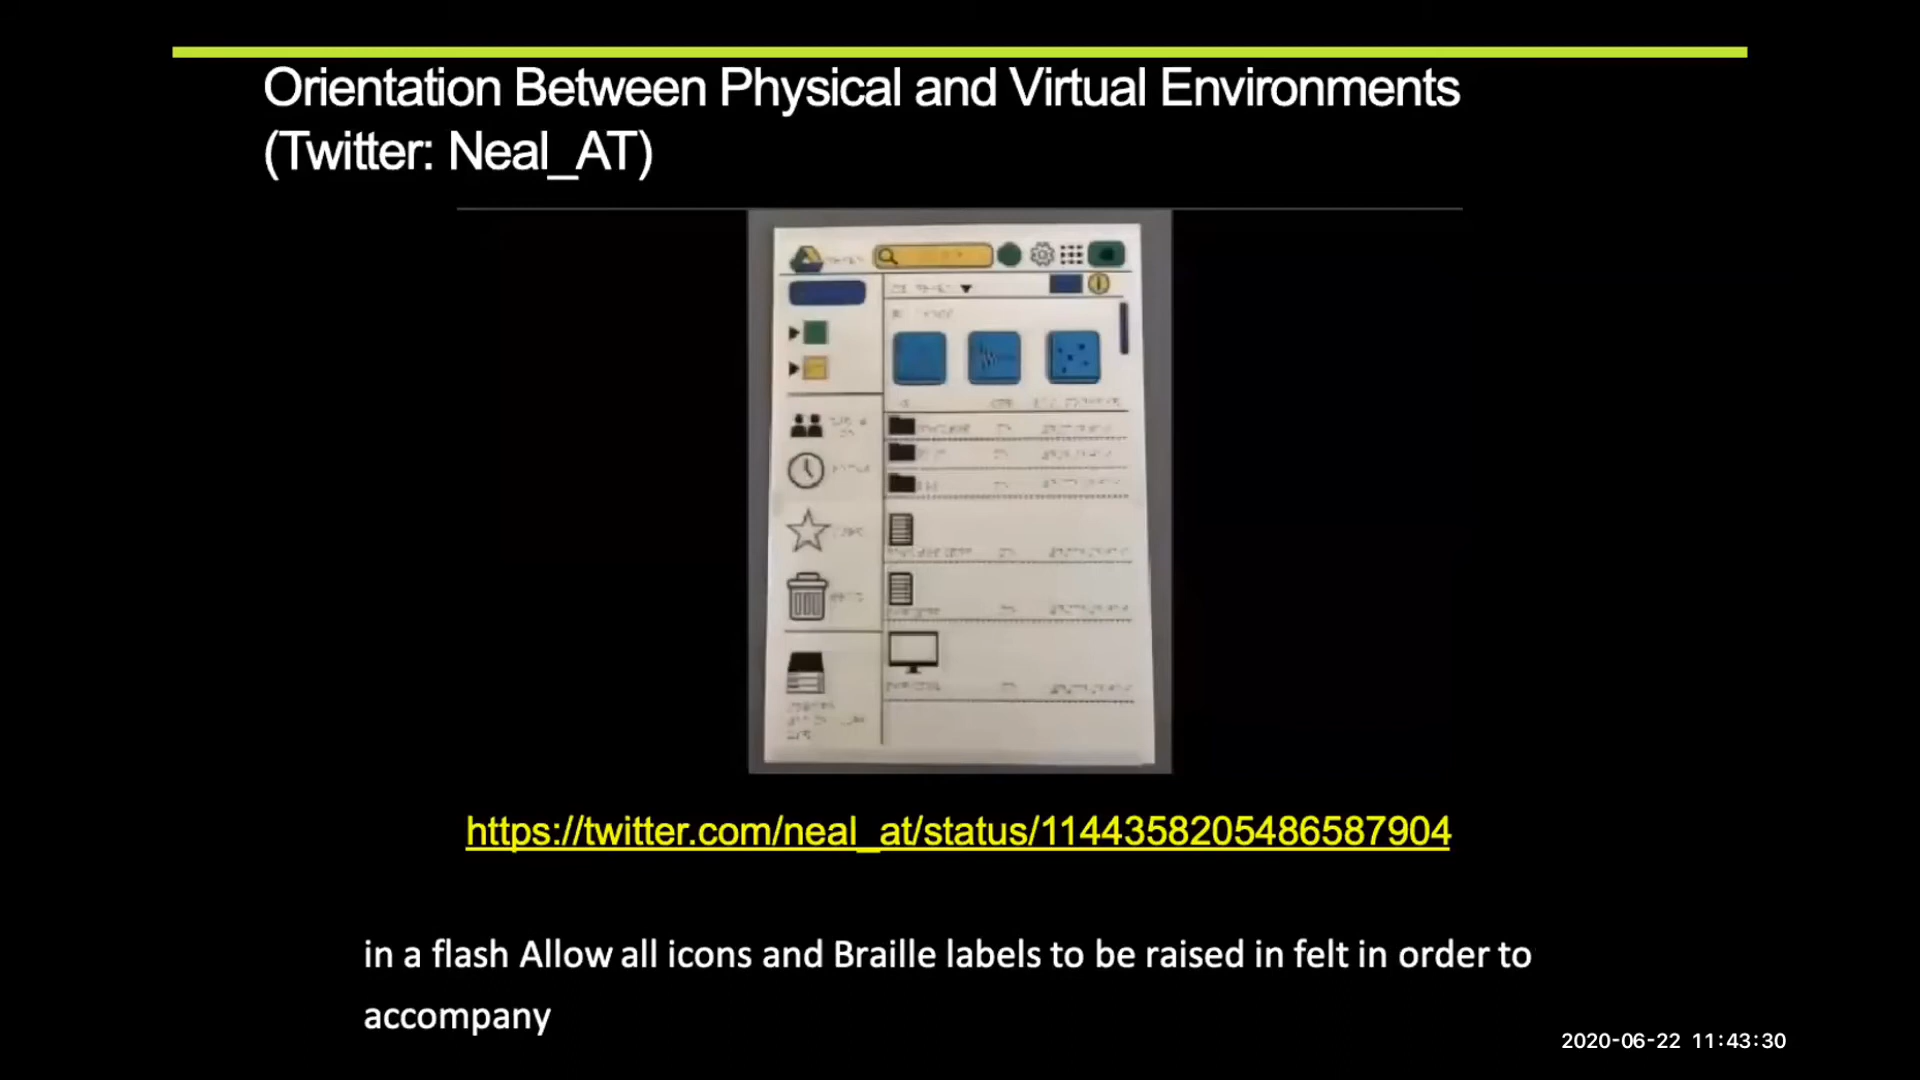 Orientation Between Physical and Virtual Environments
(Twitter: Neal_AT)
https://twitter.com/neal_at/status/1144358205486587904
in a flash Allow all icons and Braille labels to be raised in felt in order to
accompany
2020-06-22 11:43:30